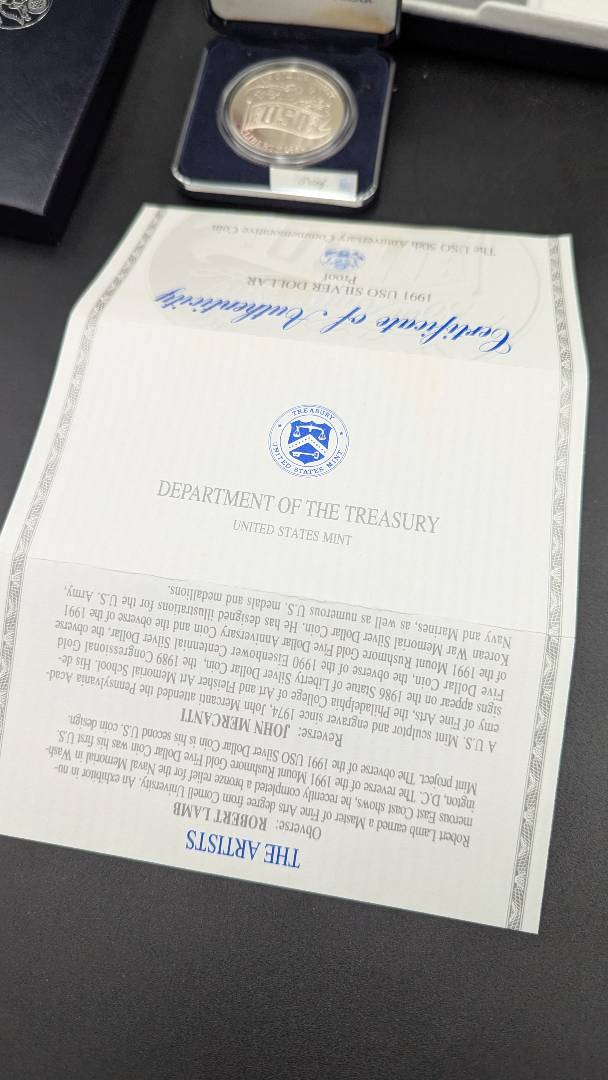 USO
The USO 50th Anniversary Commemorative Coin
Proof
1991 USO SILVER DOLLAR
Certificate of Authenticity
TREASURY
UNITED STATES MINT
DEPARTMENT OF THE TREASURY
UNITED STATES MINT
THE ARTISTS
Obverse: ROBERT LAMB
Robert Lamb earned a Master of Fine Arts degree from Cornell University. An exhibitor in nu-
merous East Coast shows, he recently completed a bronze relief for the Naval Memorial in Wash-
ington, D.C. The reverse of the 1991 Mount Rushmore Gold Five Dollar Coin was his first U.S.
Mint project. The obverse of the 1991 USO Silver Dollar Coin is his second U.S. coin design.
Reverse: JOHN MERCANTI
A U.S. Mint sculptor and engraver since 1974, John Mercanti attended the Pennsylvania Acad-
emy of Fine Arts, the Philadelphia College of Art and Fleisher Art Memorial School. His de-
signs appear on the 1986 Statue of Liberty Silver Dollar Coin, the 1989 Congressional Gold
Five Dollar Coin, the obverse of the 1990 Eisenhower Centennial Silver Dollar, the obverse
of the 1991 Mount Rushmore Gold Five Dollar Anniversary Coin and the obverse of the 1991
Korean War Memorial Silver Dollar Coin. He has designed illustrations for the U.S. Army,
Navy and Marines, as well as numerous U.S. medals and medallions.